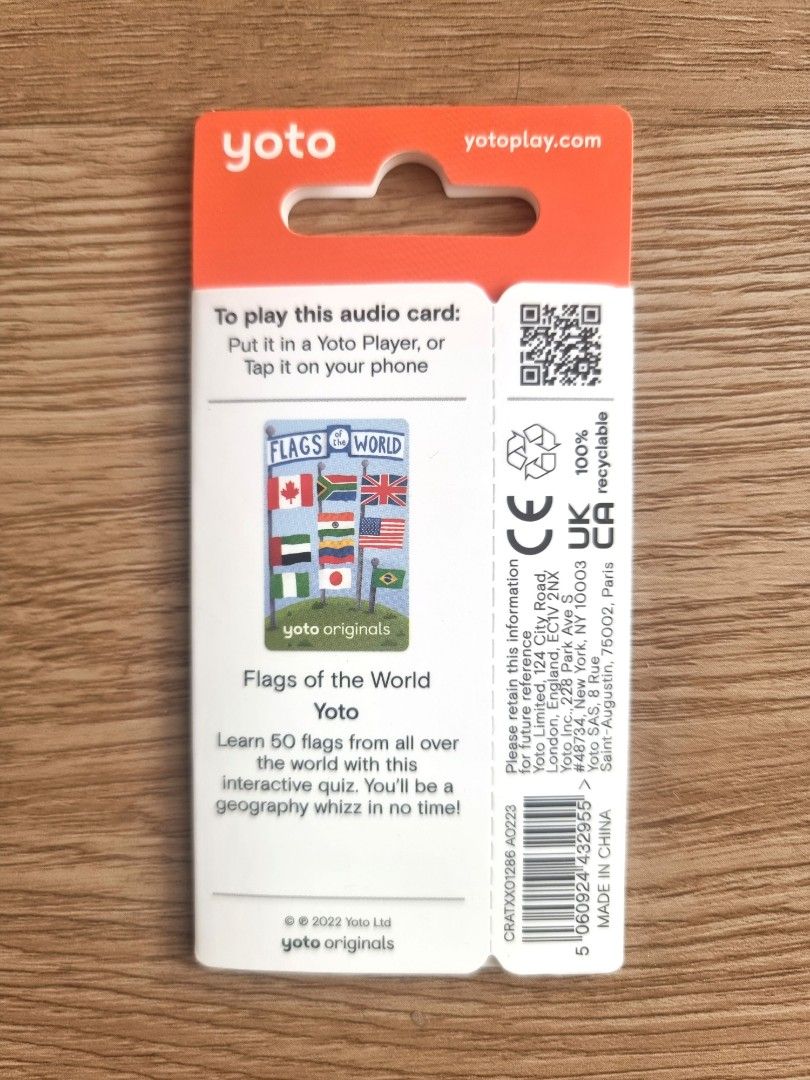 yoto
yotoplay.com
To play this audio card:
Put it in a Yoto Player, or
Tap it on your phone
FLAGS of the WORLD
yoto originals
Flags of the World
Yoto
Learn 50 flags from all over
the world with this
interactive quiz. You'll be a
geography whizz in no time!
© ℗ 2022 Yoto Ltd
yoto originals
100%
recyclable
CE
UK
CA
Please retain this information
for future reference
Yoto Limited, 124 City Road,
London, England, EC1V 2NX
Yoto Inc., 228 Park Ave S
#48734, New York, NY 10003
Yoto SAS, 8 Rue
Saint-Augustin, 75002, Paris
CRATXX01286 A0223
5 060924 432955 >
MADE IN CHINA